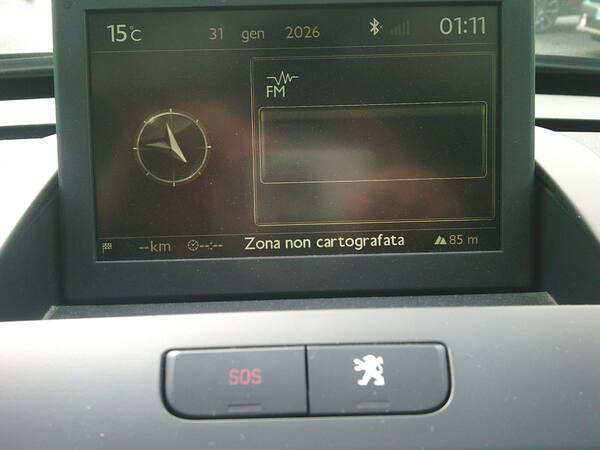 15°C 31 gen 2026 01:11
FM
--km --:-- Zona non cartografata 85 m
SOS